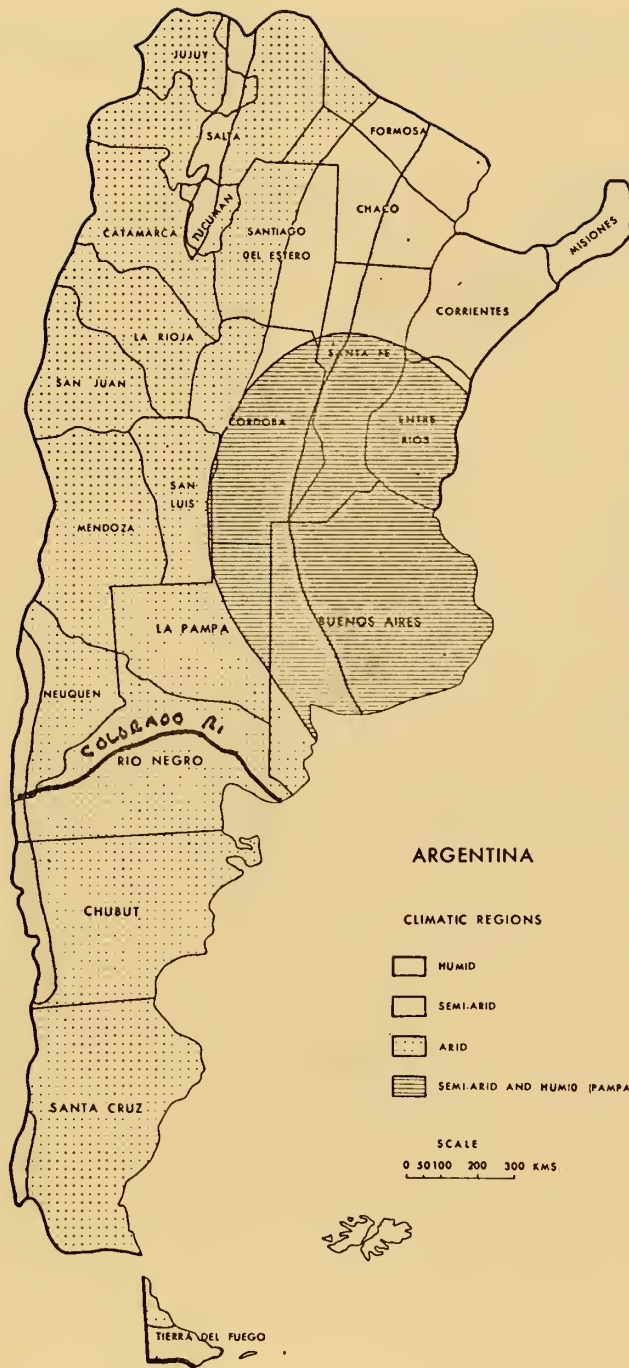 JUJUY
SALTA
FORMOSA
CHACO
MISIONES
TUCUMAN
CATAMARCA
SANTIAGO
DEL ESTERO
CORRIENTES
LA RIOJA
SANTA FE
SAN JUAN
CORDOBA
ENTRE
RIOS
SAN
LUIS
MENDOZA
LA PAMPA
BUENOS AIRES
NEUQUEN
COLORADO RI
RIO NEGRO
CHUBUT
SANTA CRUZ
TIERRA DEL FUEGO
ARGENTINA
CLIMATIC REGIONS
HUMID
SEMI-ARID
ARID
SEMI-ARID AND HUMID (PAMPA
SCALE
0 50100 200 300 KMS